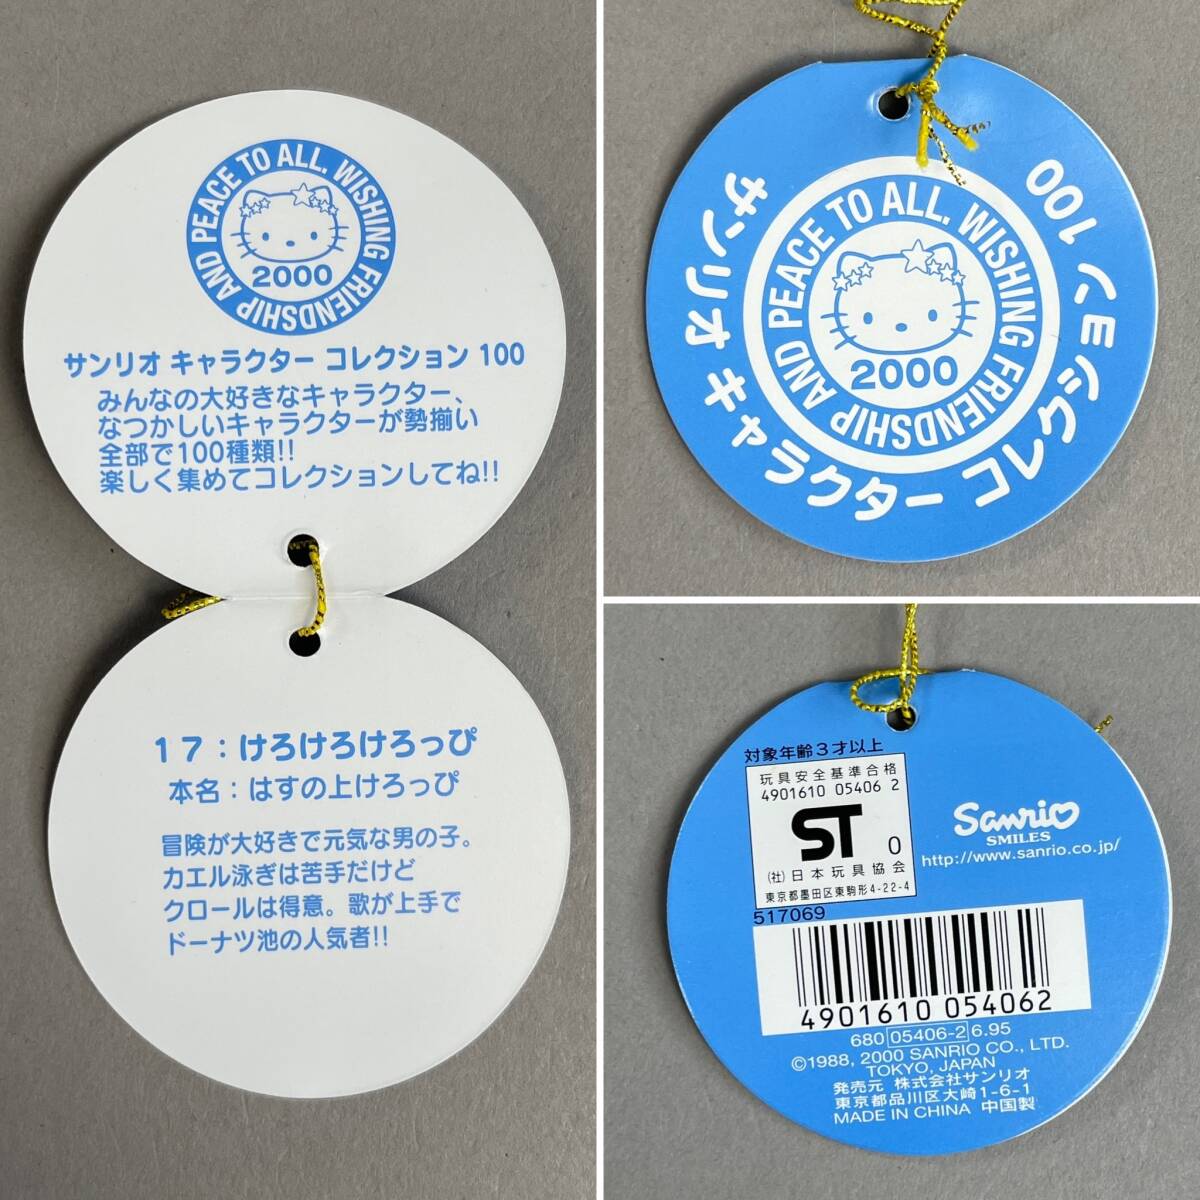 WISHING FRIENDSHIP AND PEACE TO ALL.
2000
サンリオ キャラクター コレクション 100
みんなの大好きなキャラクター、
なつかしいキャラクターが勢揃い
全部で100種類!!
楽しく集めてコレクションしてね!!
17：けろけろけろっぴ
本名：はすの上けろっぴ
冒険が大好きで元気な男の子。
カエル泳ぎは苦手だけど
クロールは得意。歌が上手で
ドーナツ池の人気者!!
サンリオ キャラクター コレクション 100
WISHING FRIENDSHIP AND PEACE TO ALL.
2000
対象年齢3才以上
玩具安全基準合格
4901610 05406 2
ST 0
(社)日本玩具協会
東京都墨田区東駒形4-22-4
517069
Sanrio
SMILES
http://www.sanrio.co.jp/
4901610 054062
680 05406-2 6.95
©1988, 2000 SANRIO CO., LTD.
TOKYO, JAPAN
発売元 株式会社サンリオ
東京都品川区大崎1-6-1
MADE IN CHINA 中国製